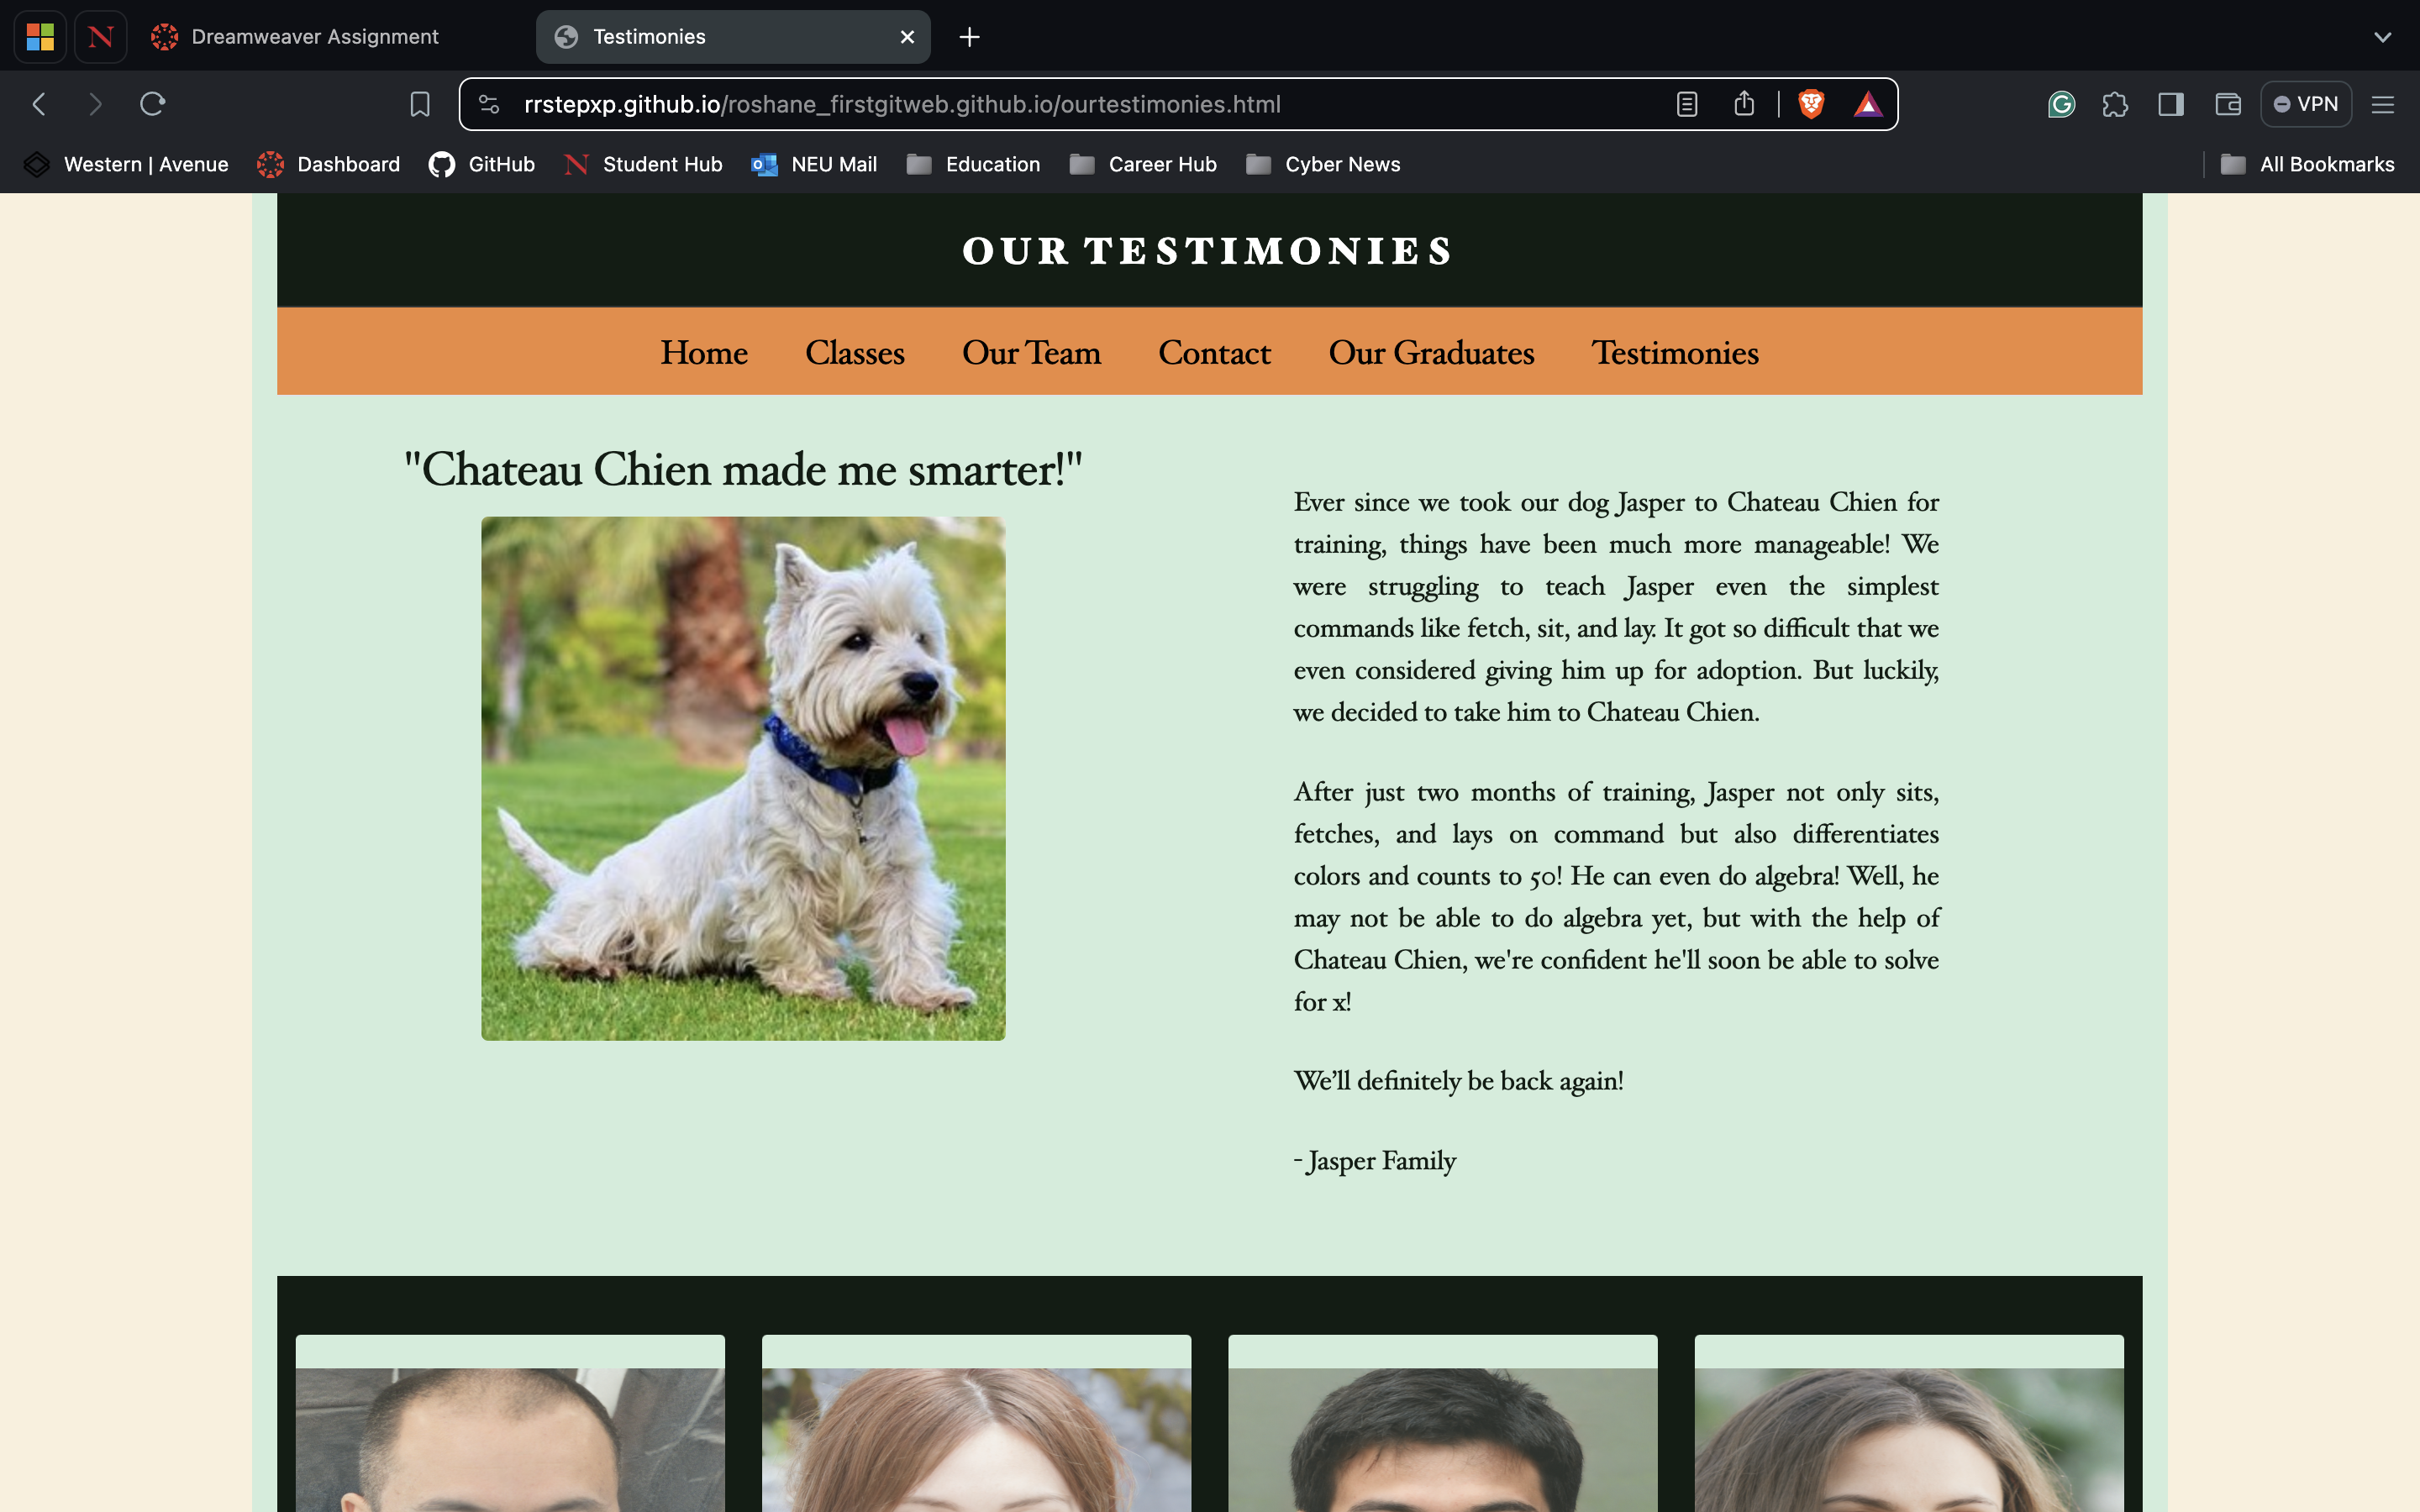 Dreamweaver Assignment
Testimonies
rrstepxp.github.io/roshane_firstgitweb.github.io/ourtestimonies.html
VPN
Western | Avenue
Dashboard
GitHub
Student Hub
NEU Mail
Education
Career Hub
Cyber News
All Bookmarks
OUR TESTIMONIES
Home
Classes
Our Team
Contact
Our Graduates
Testimonies
"Chateau Chien made me smarter!"
Ever since we took our dog Jasper to Chateau Chien for
training, things have been much more manageable! We
were struggling to teach Jasper even the simplest
commands like fetch, sit, and lay. It got so difficult that we
even considered giving him up for adoption. But luckily,
we decided to take him to Chateau Chien.
After just two months of training, Jasper not only sits,
fetches, and lays on command but also differentiates
colors and counts to 50! He can even do algebra! Well, he
may not be able to do algebra yet, but with the help of
Chateau Chien, we're confident he'll soon be able to solve
for x!
We’ll definitely be back again!
- Jasper Family